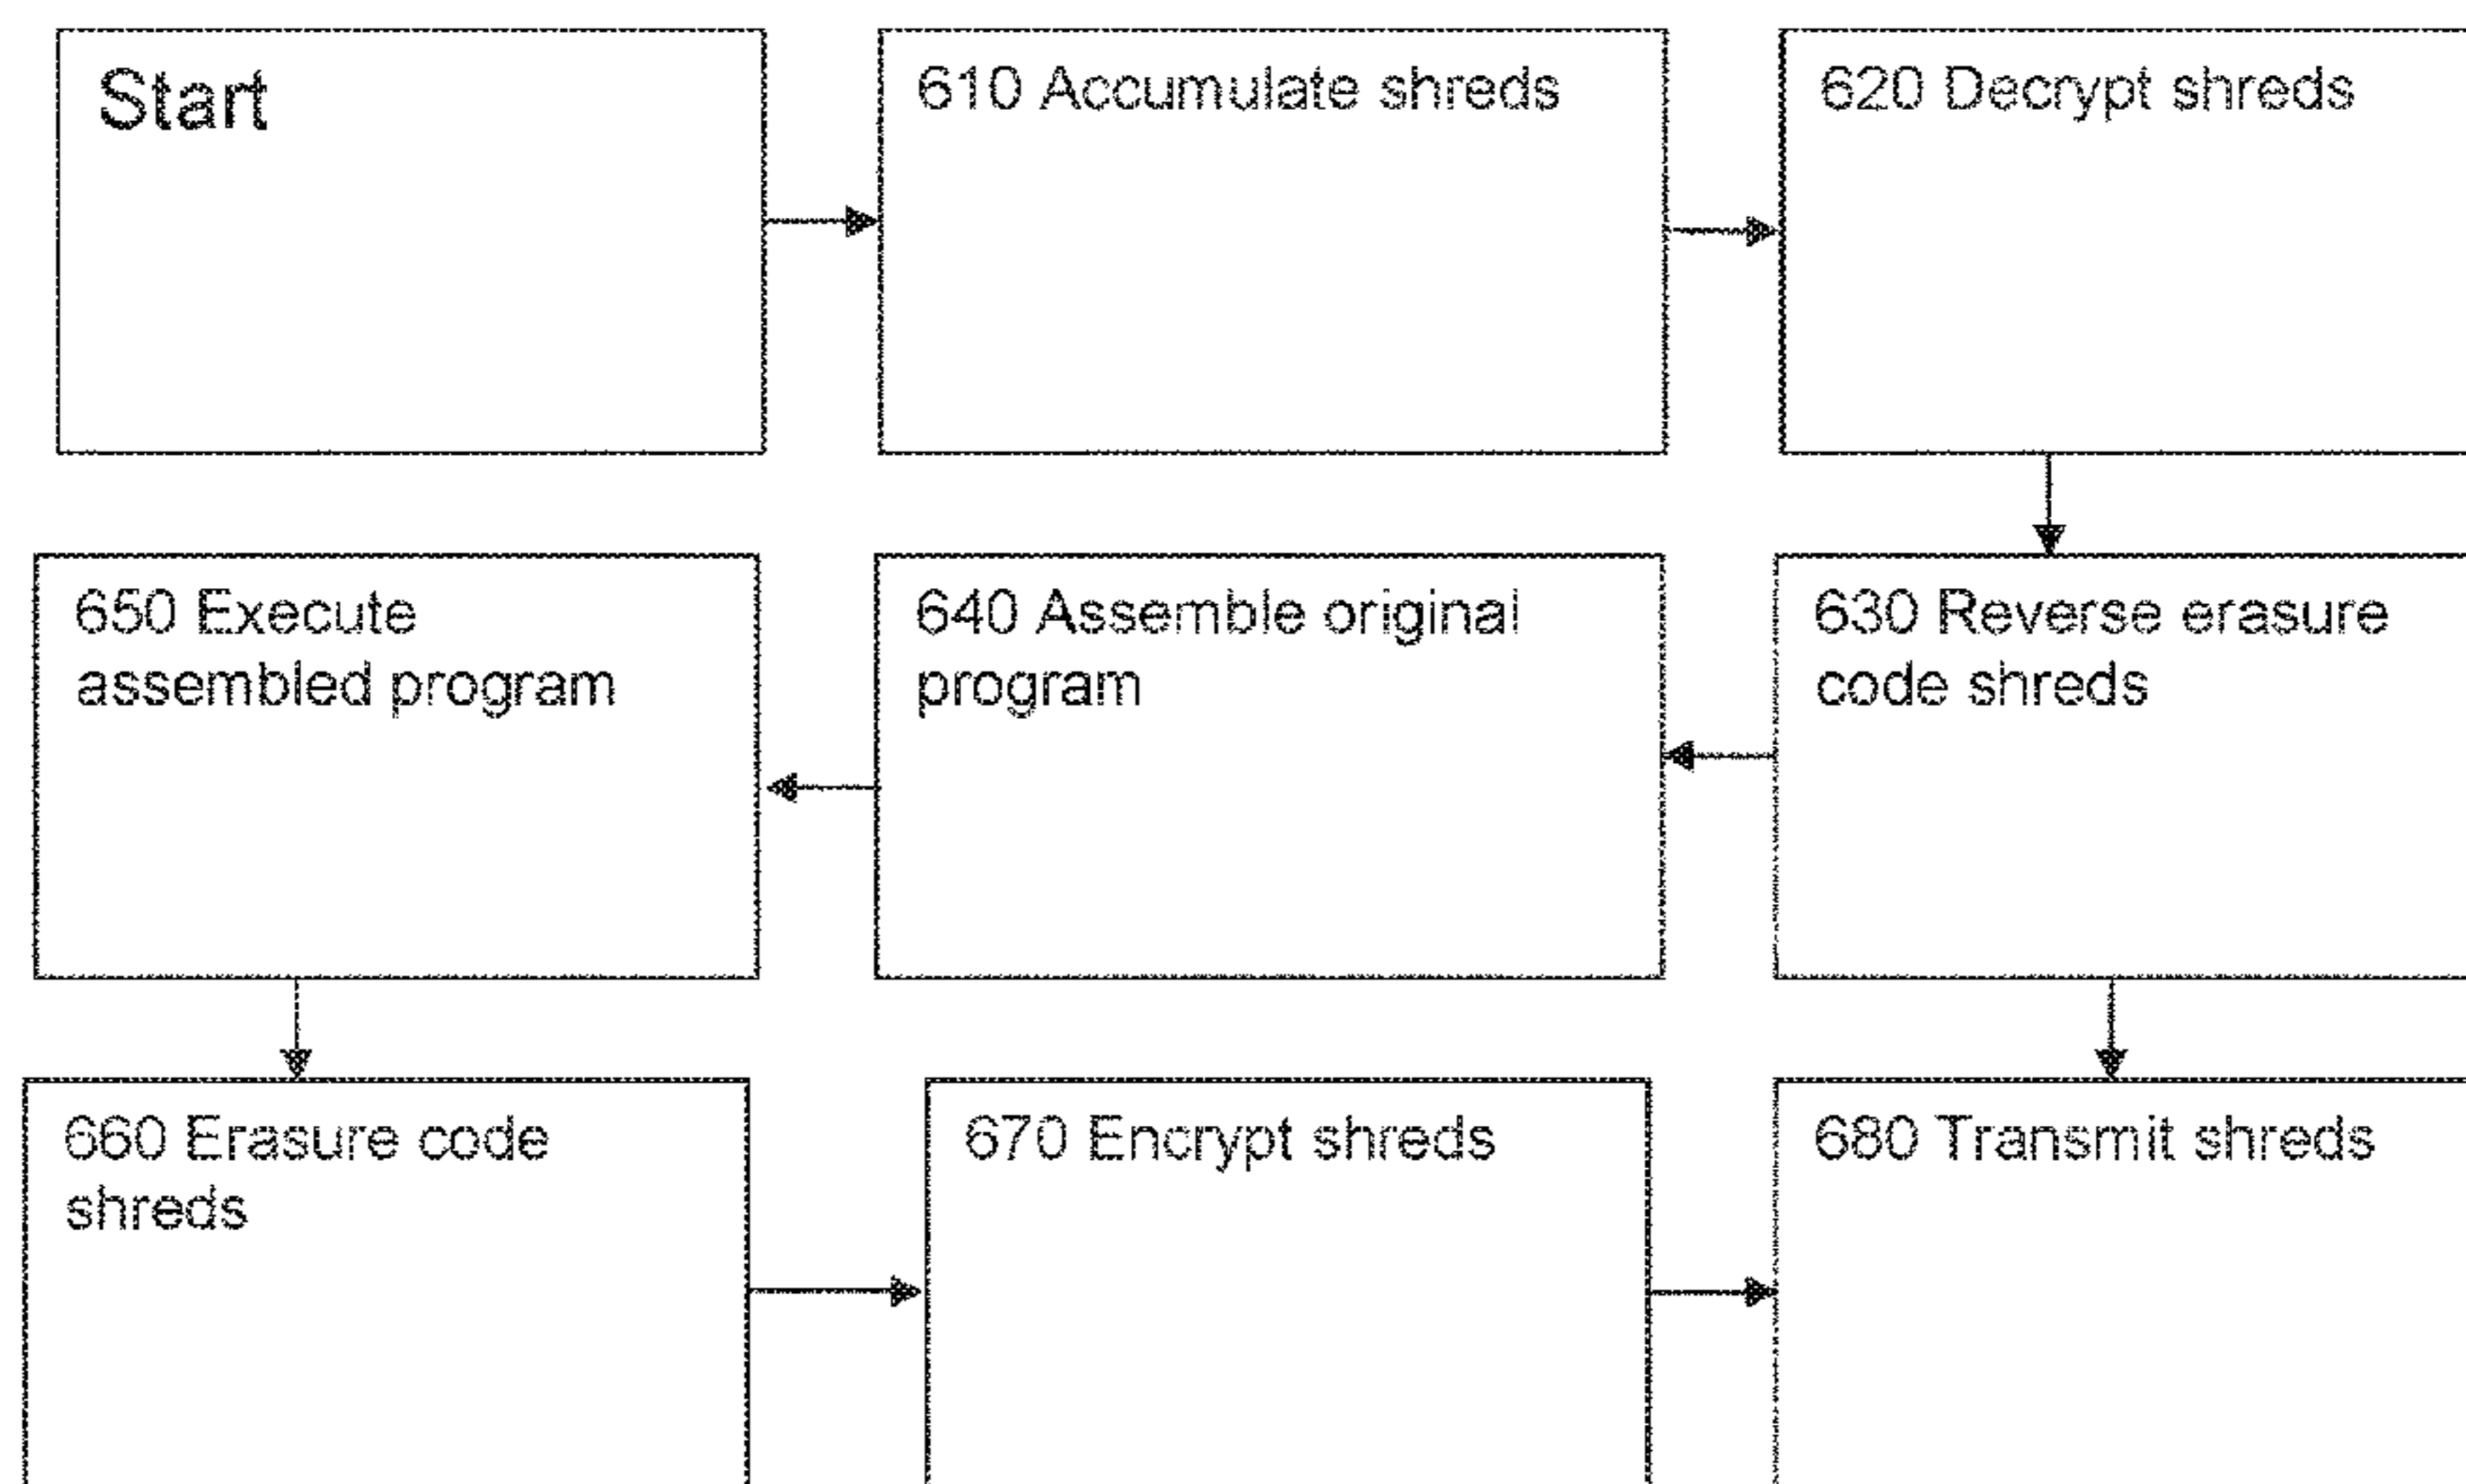 Start
610 Accumulate shreds
620 Decrypt shreds
650 Execute
assembled program
640 Assemble original
program
630 Reverse erasure
code shreds
660 Erasure code
shreds
670 Encrypt shreds
680 Transmit shreds